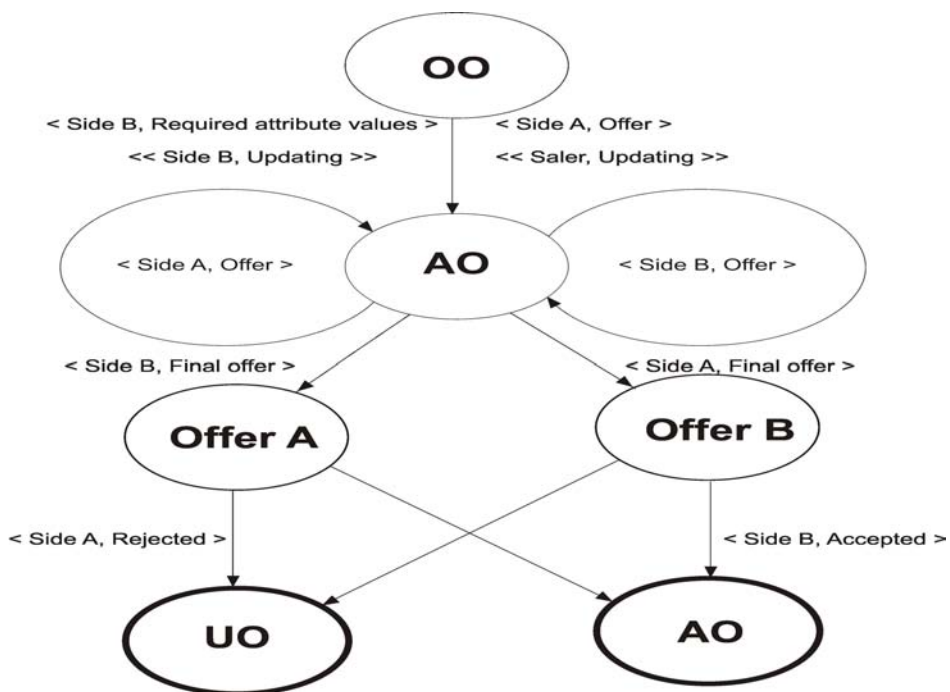 OO
< Side B, Required attribute values >
< Side A, Offer >
<< Side B, Updating >>
<< Saler, Updating >>
< Side A, Offer >
AO
< Side B, Offer >
< Side B, Final offer >
< Side A, Final offer >
Offer A
Offer B
< Side A, Rejected >
< Side B, Accepted >
UO
AO